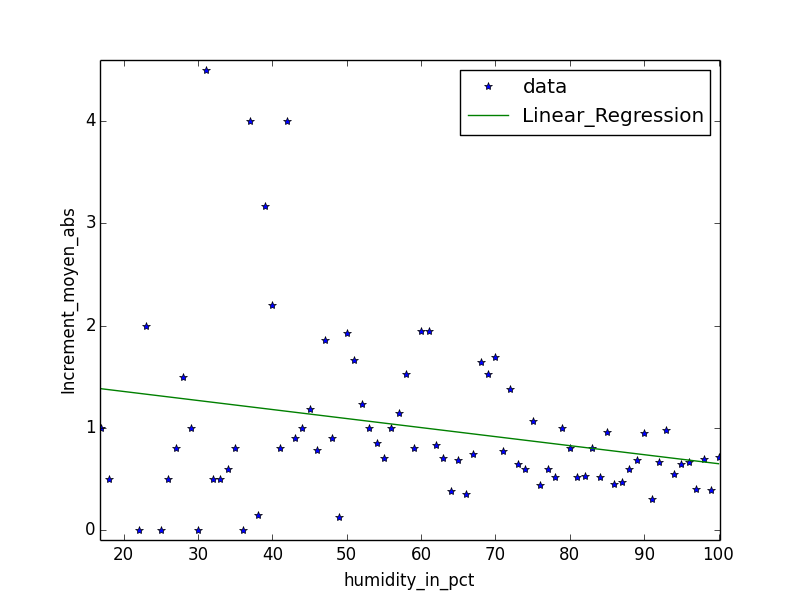 data
Linear_Regression
4
3
2
1
0
Increment_moyen_abs
20 30 40 50 60 70 80 90 100
humidity_in_pct